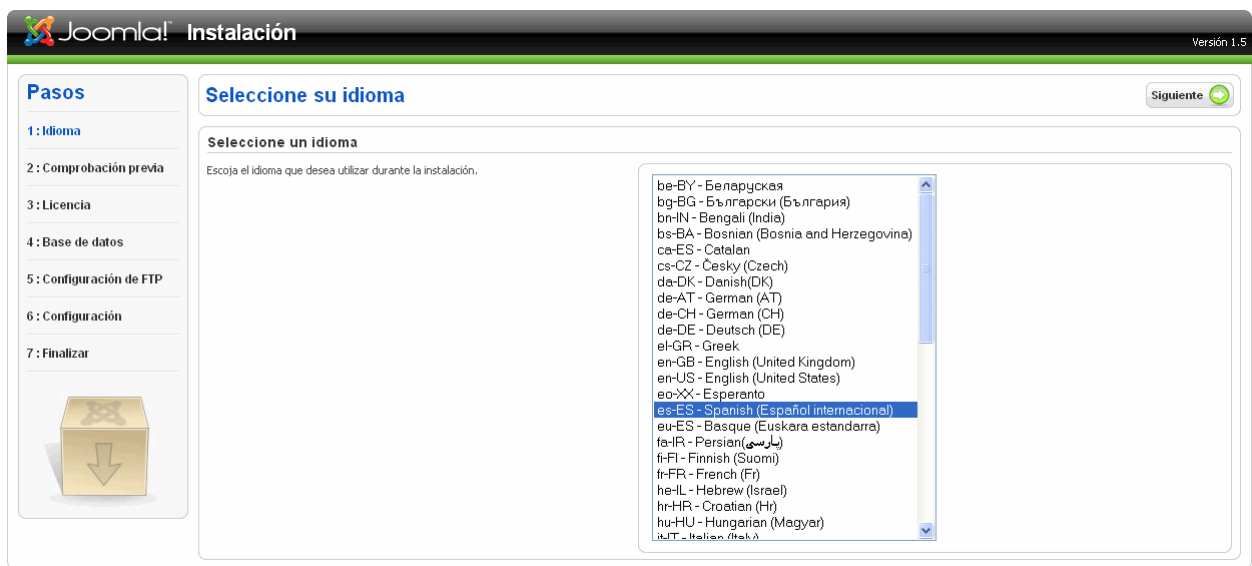 Joomla!™ Instalación
Versión 1.5
Pasos
1 : Idioma
2 : Comprobación previa
3 : Licencia
4 : Base de datos
5 : Configuración de FTP
6 : Configuración
7 : Finalizar
Seleccione su idioma
Siguiente
Seleccione un idioma
Escoja el idioma que desea utilizar durante la instalación.
be-BY - Беларуская
bg-BG - Български (България)
bn-IN - Bengali (India)
bs-BA - Bosnian (Bosnia and Herzegovina)
ca-ES - Catalan
cs-CZ - Česky (Czech)
da-DK - Danish(DK)
de-AT - German (AT)
de-CH - German (CH)
de-DE - Deutsch (DE)
el-GR - Greek
en-GB - English (United Kingdom)
en-US - English (United States)
eo-XX - Esperanto
es-ES - Spanish (Español internacional)
eu-ES - Basque (Euskara estandarra)
fa-IR - Persian(پارسی)
fi-FI - Finnish (Suomi)
fr-FR - French (Fr)
he-IL - Hebrew (Israel)
hr-HR - Croatian (Hr)
hu-HU - Hungarian (Magyar)
it-IT - Italian (Italy)